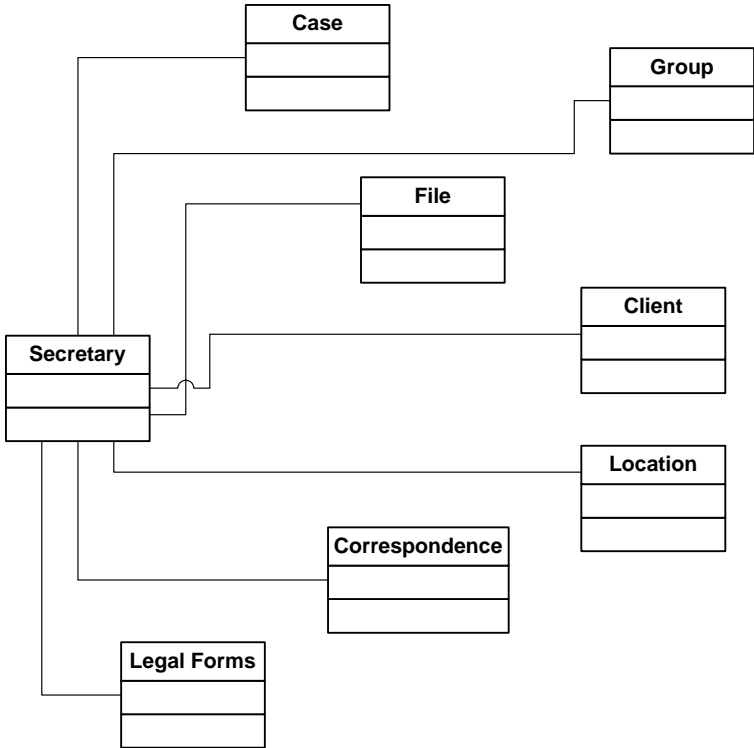 Case
Group
File
Client
Secretary
Location
Correspondence
Legal Forms